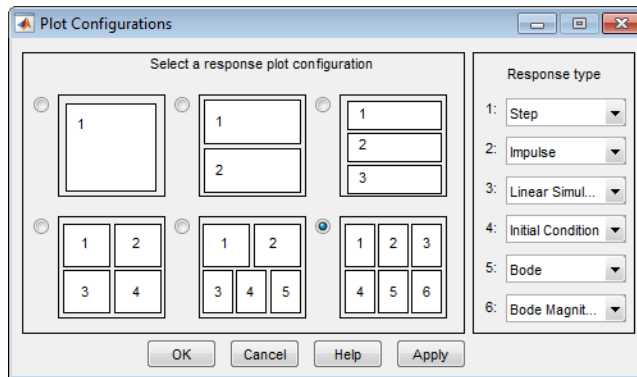 Plot Configurations
Select a response plot configuration
1
1
2
1
2
3
1 2
3 4
1 2
3 4 5
1 2 3
4 5 6
Response type
1: Step
2: Impulse
3: Linear Simul...
4: Initial Condition
5: Bode
6: Bode Magnit...
OK Cancel Help Apply